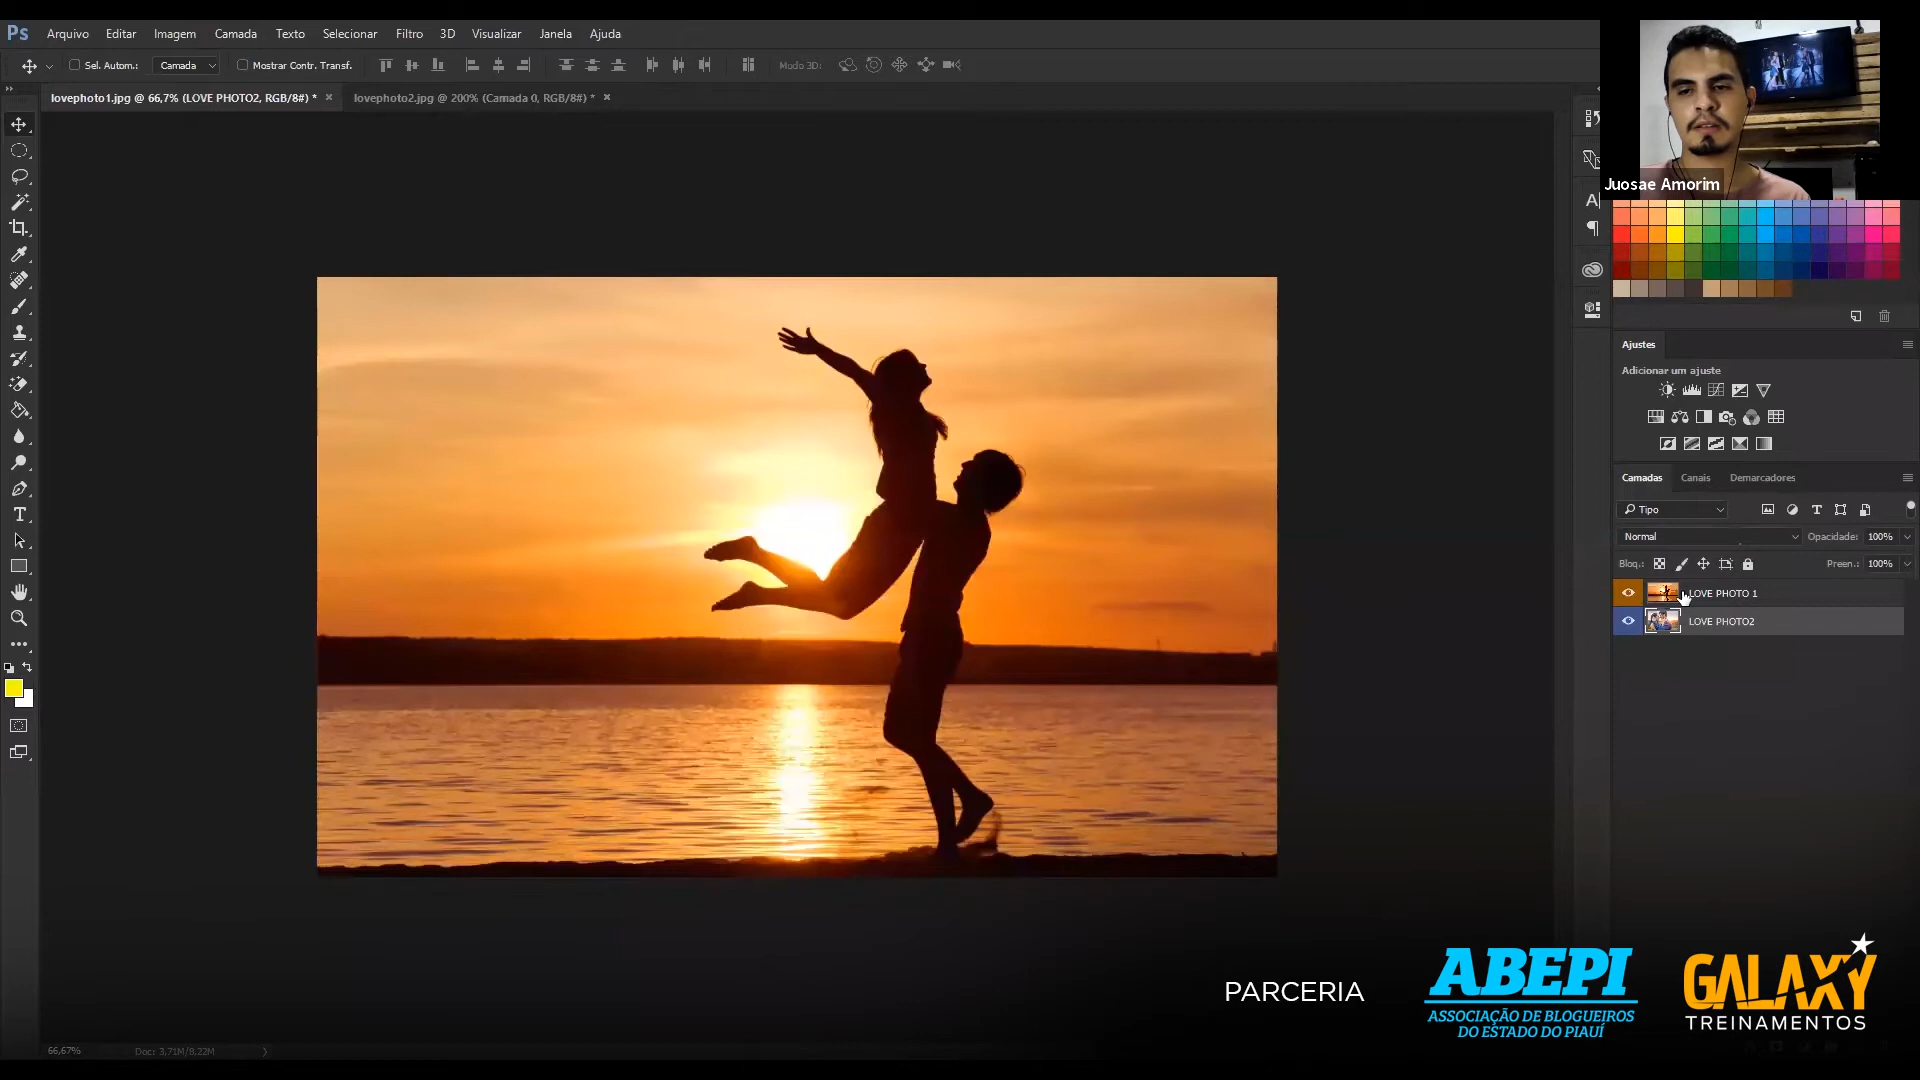 Ps Arquivo Editar Imagem Camada Texto Selecionar Filtro 3D Visualizar Janela Ajuda
Sel. Autom.: Camada Mostrar Contr. Transf. Modo 3D:
lovephoto1.jpg @ 66,7% (LOVE PHOTO2, RGB/8#) * × lovephoto2.jpg @ 200% (Camada 0, RGB/8#) * ×
Juosae Amorim
Ajustes
Adicionar um ajuste
Camadas Canais Demarcadores
Tipo
Normal Opacidade: 100%
Bloq.: Preen.: 100%
LOVE PHOTO 1
LOVE PHOTO2
PARCERIA
ABEPI
ASSOCIAÇÃO DE BLOGUEIROS
DO ESTADO DO PIAUÍ
GALAXY
TREINAMENTOS
66,67% Doc: 3,71M/8,22M